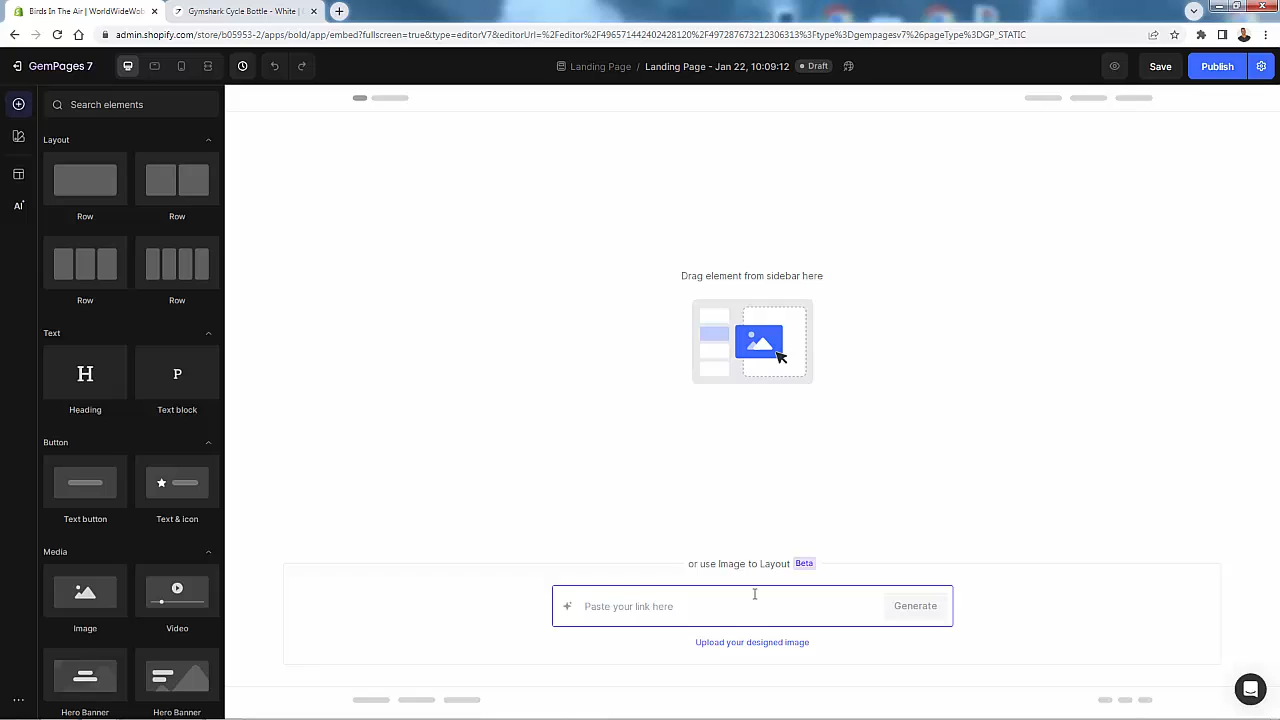 Birds In The Air | WorldWideWeb
Gymshark Cycle Bottle - White |
admin.shopify.com/store/b05953-2/apps/bold/app/embed?fullscreen=true&type=editorV7&editorUrl=%2Feditor%2F496571442402428120%2F497287673212306313%3Ftype%3Dgempagesv7%26pageType%3DGP_STATIC
GemPages 7
Landing Page / Landing Page - Jan 22, 10:09:12
Draft
Save
Publish
Search elements
Layout
Row
Row
Row
Row
Text
H
P
Heading
Text block
Button
Text button
Text & icon
Media
Image
Video
Hero Banner
Hero Banner
AI
Drag element from sidebar here
or use Image to Layout Beta
Paste your link here
Generate
Upload your designed image